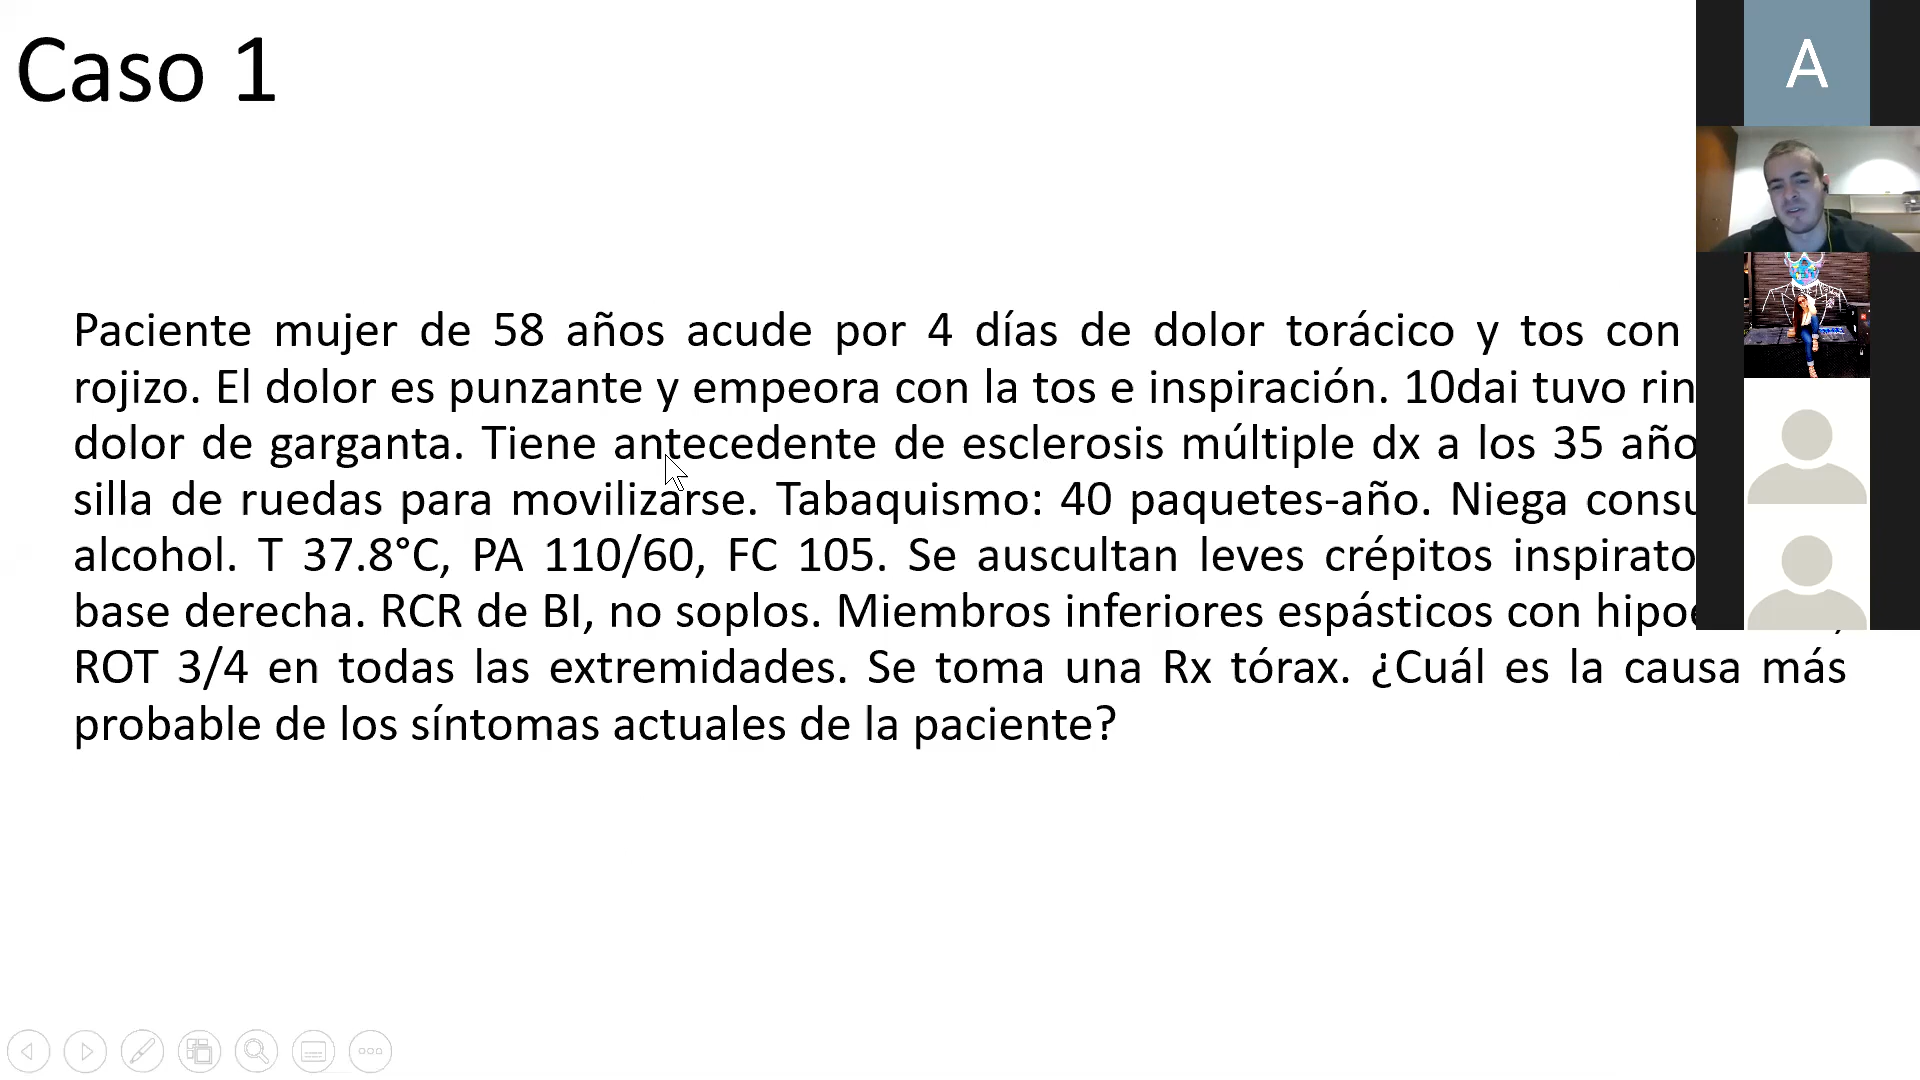 Caso 1
A
Paciente mujer de 58 años acude por 4 días de dolor torácico y tos con
rojizo. El dolor es punzante y empeora con la tos e inspiración. 10dai tuvo
dolor de garganta. Tiene antecedente de esclerosis múltiple dx a los 35
silla de ruedas para movilizarse. Tabaquismo: 40 paquetes-año. Niega
alcohol. T 37.8°C, PA 110/60, FC 105. Se auscultan leves crépitos
base derecha. RCR de BI, no soplos. Miembros inferiores espásticos con
ROT 3/4 en todas las extremidades. Se toma una Rx tórax. ¿Cuál es la causa más
probable de los síntomas actuales de la paciente?